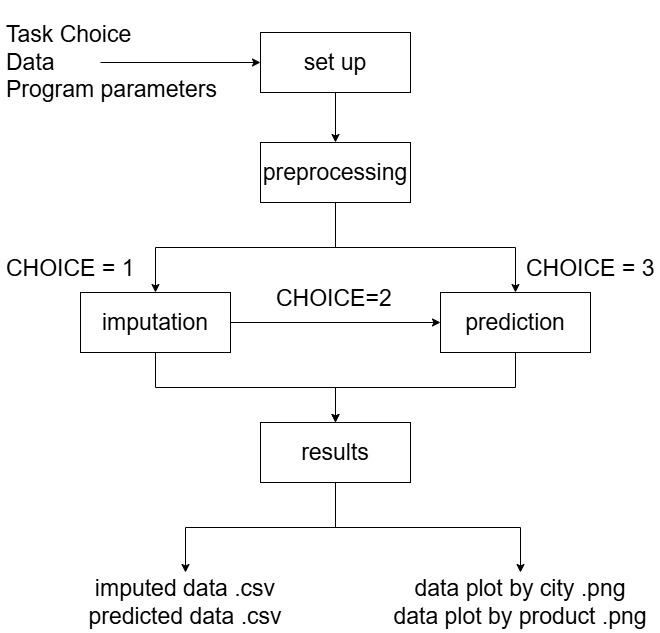 Task Choice
Data
Program parameters
set up
preprocessing
CHOICE = 1
CHOICE = 3
CHOICE=2
imputation
prediction
results
imputed data .csv
predicted data .csv
data plot by city .png
data plot by product .png